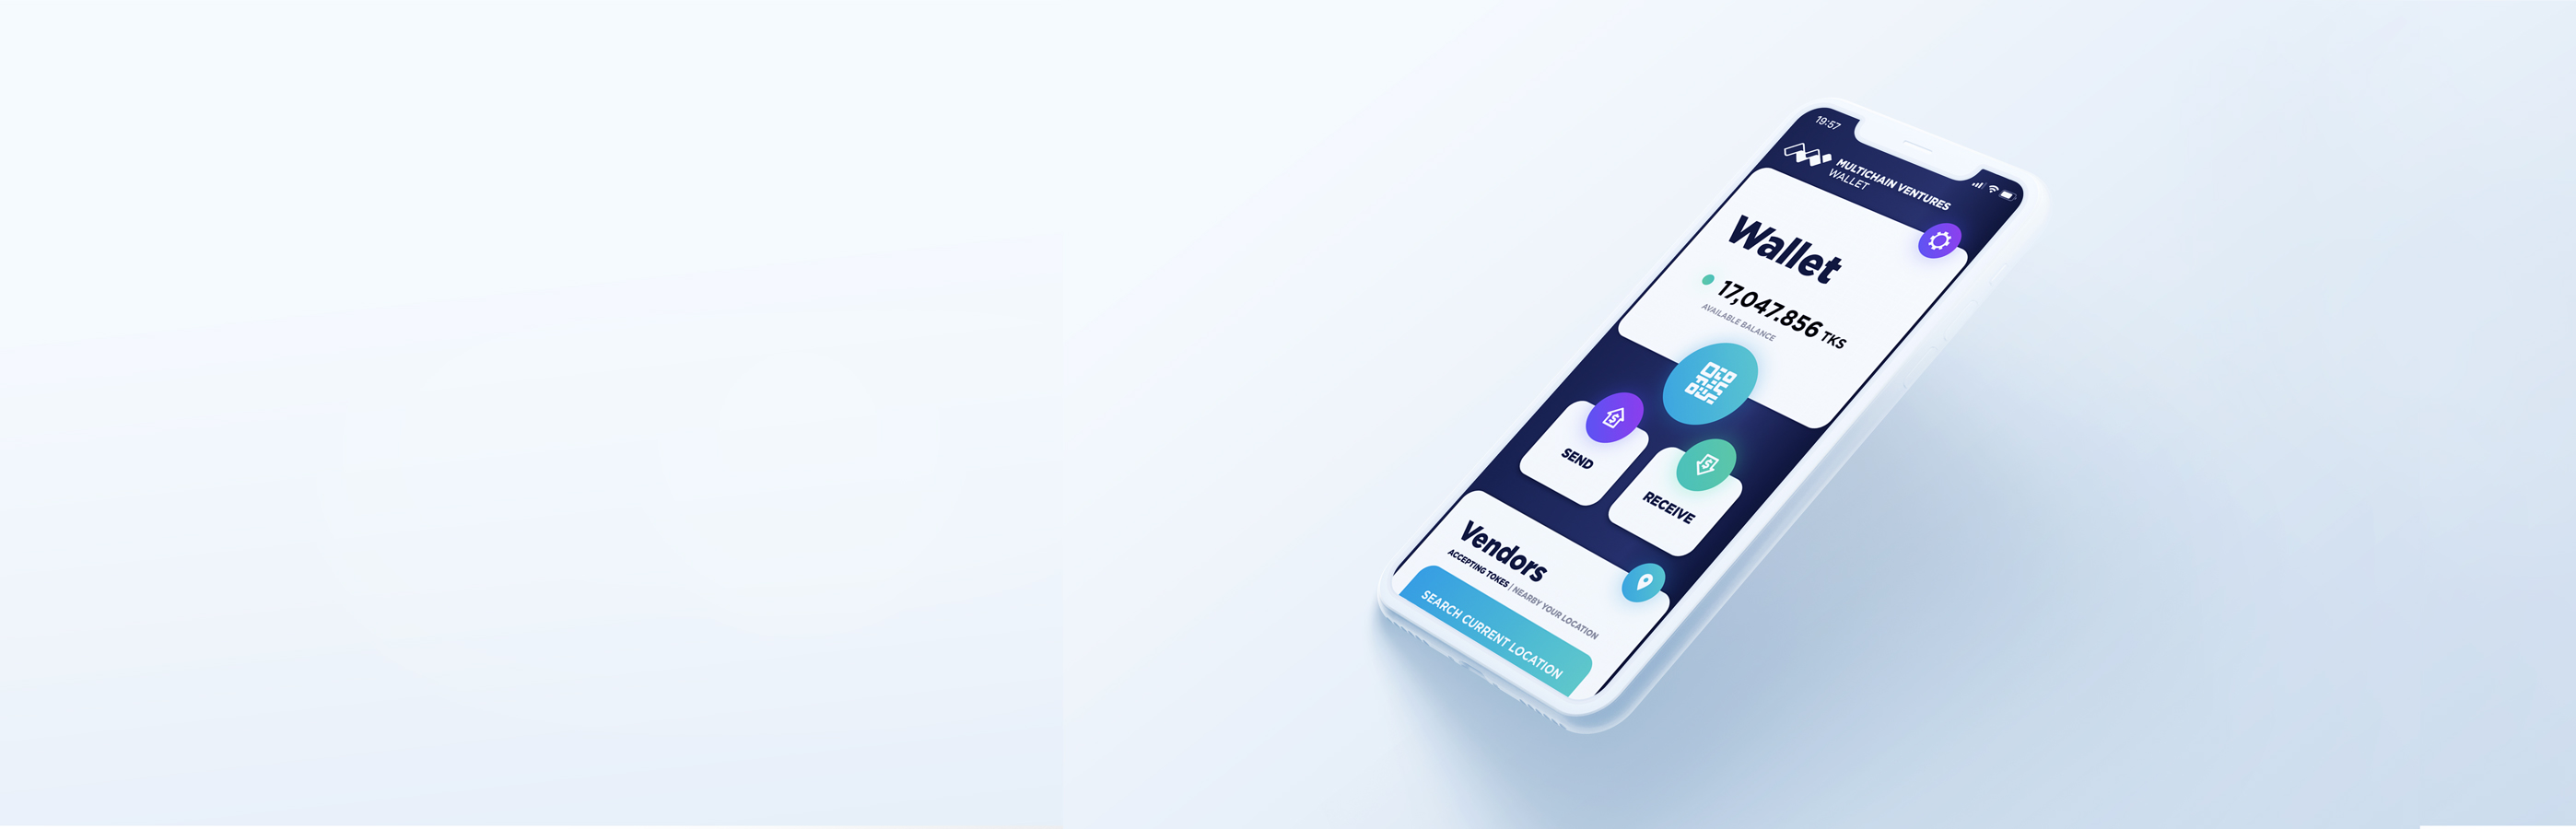 19:57
MULTICHAIN VENTURES
WALLET
Wallet
17,047.856 TKS
AVAILABLE BALANCE
SEND
RECEIVE
Vendors
ACCEPTING TOKES | NEARBY YOUR LOCATION
SEARCH CURRENT LOCATION